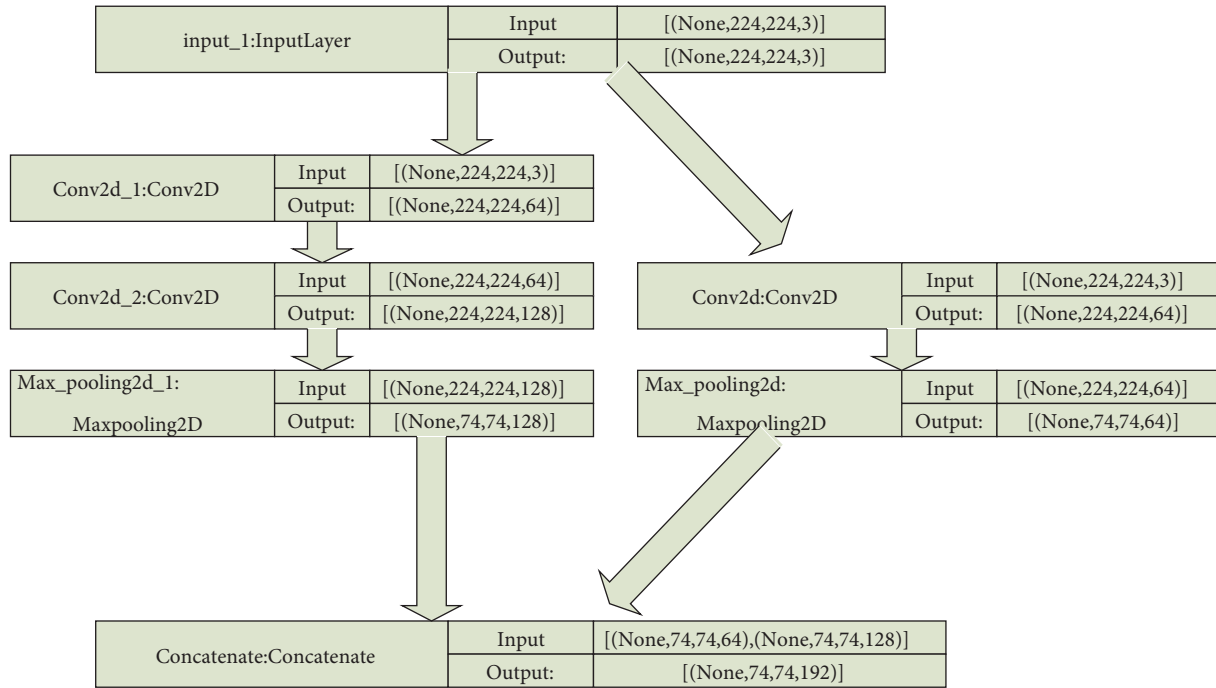 input_1:InputLayer
Input
[(None,224,224,3)]
Output:
[(None,224,224,3)]
Conv2d_1:Conv2D
Input
[(None,224,224,3)]
Output:
[(None,224,224,64)]
Conv2d_2:Conv2D
Input
[(None,224,224,64)]
Output:
[(None,224,224,128)]
Conv2d:Conv2D
Input
[(None,224,224,3)]
Output:
[(None,224,224,64)]
Max_pooling2d_1:
Maxpooling2D
Input
[(None,224,224,128)]
Output:
[(None,74,74,128)]
Max_pooling2d:
Maxpooling2D
Input
[(None,224,224,64)]
Output:
[(None,74,74,64)]
Concatenate:Concatenate
Input
[(None,74,74,64),(None,74,74,128)]
Output:
[(None,74,74,192)]